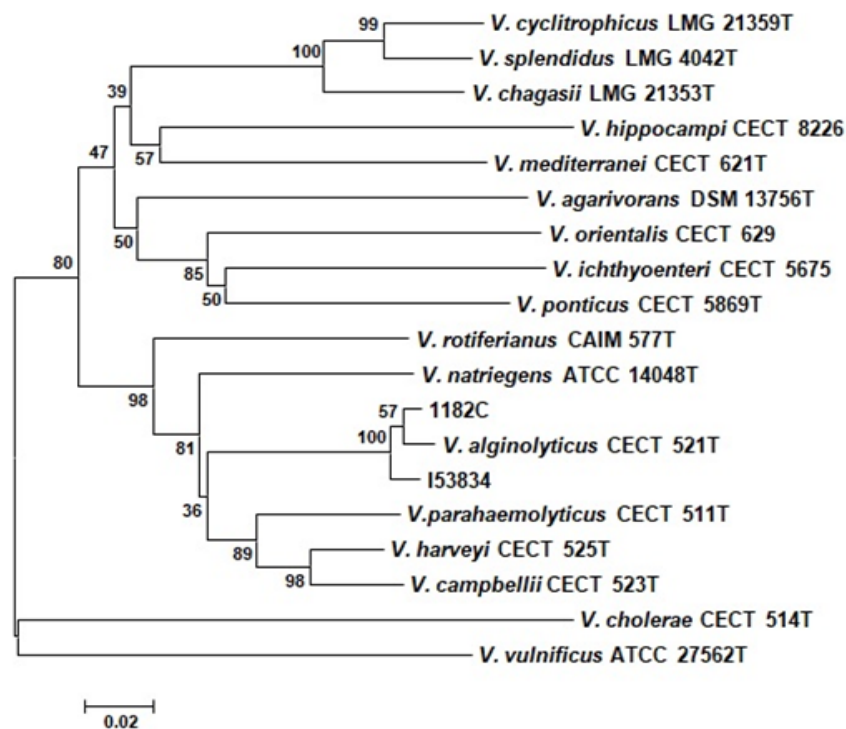 99
V. cyclitrophicus LMG 21359T
100
V. splendidus LMG 4042T
V. chagasii LMG 21353T
39
V. hippocampi CECT 8226
47
57
V. mediterranei CECT 621T
V. agarivorans DSM 13756T
50
V. orientalis CECT 629
80
85
V. ichthyoenteri CECT 5675
50
V. ponticus CECT 5869T
V. rotiferianus CAIM 577T
98
V. natriegens ATCC 14048T
57
1182C
100
81
V. alginolyticus CECT 521T
I53834
36
V.parahaemolyticus CECT 511T
89
V. harveyi CECT 525T
98
V. campbellii CECT 523T
V. cholerae CECT 514T
V. vulnificus ATCC 27562T
0.02